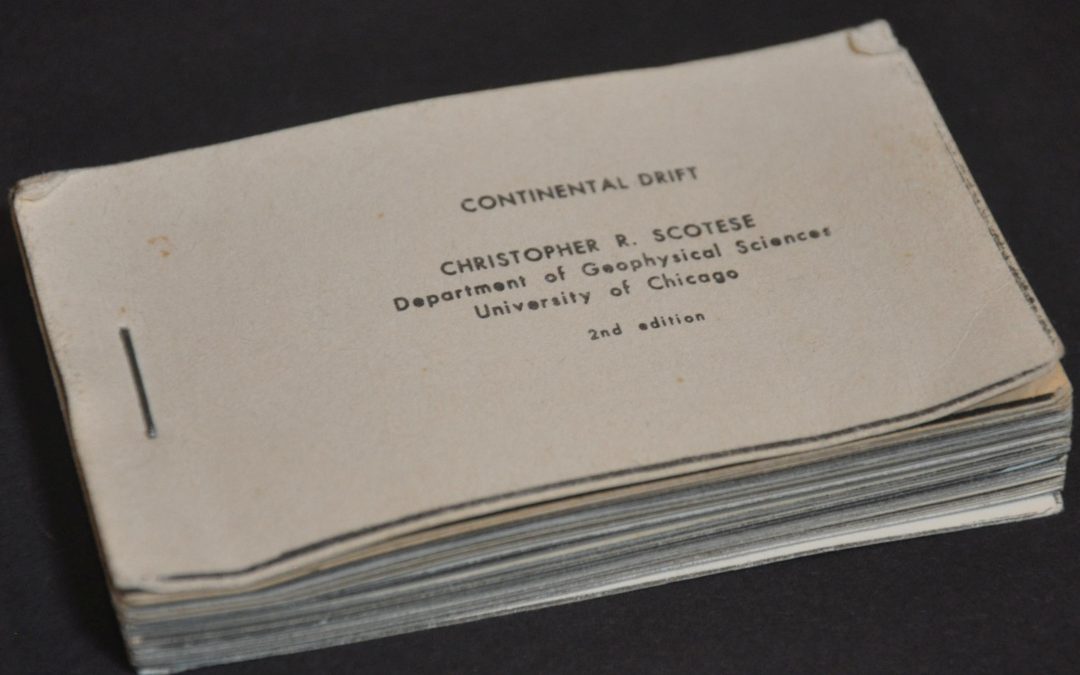 CONTINENTAL DRIFT
CHRISTOPHER R. SCOTESE
Department of Geophysical Sciences
University of Chicago
2nd edition